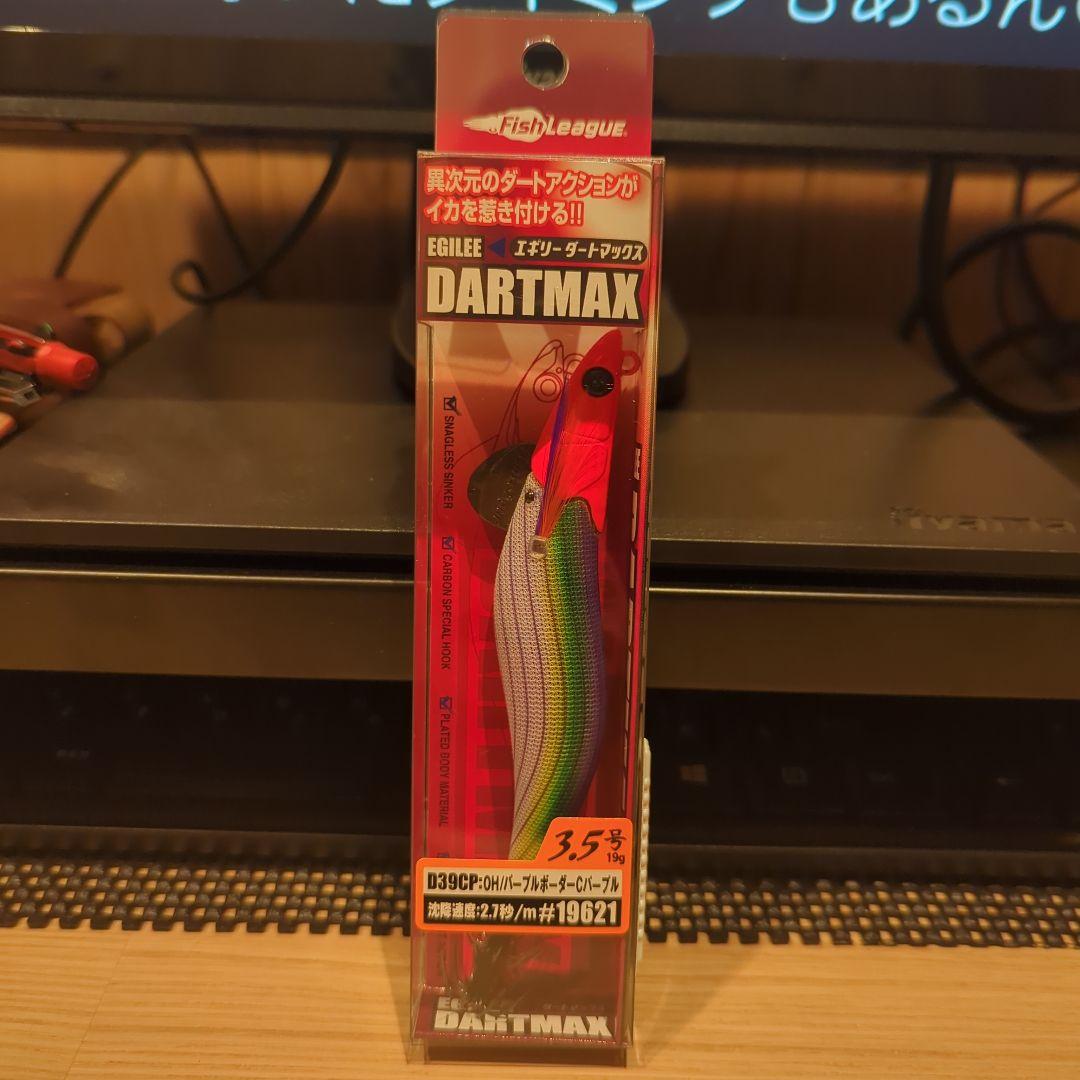 FishLeague
異次元のダートアクションが
イカを惹き付ける!!
EGILEE エギリーダートマックス
DARTMAX
SNAGLESS SINKER
CARBON SPECIAL HOOK
PLATED BODY MATERIAL
3.5号
19g
D39CP:OH/パープルボーダーCパープル
沈降速度:2.7秒/m #19621
DARTMAX
iiyama